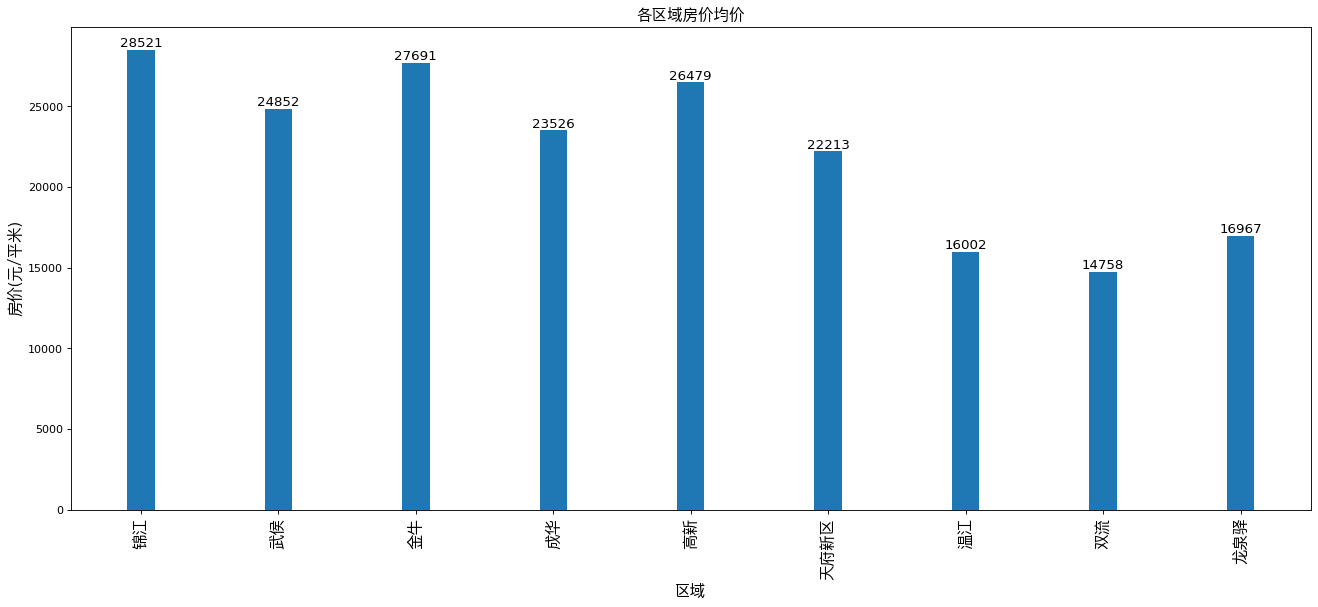 各区域房价均价
房价(元/平米)
25000
20000
15000
10000
5000
0
28521
24852
27691
23526
26479
22213
16002
14758
16967
锦江
武侯
金牛
成华
高新
天府新区
温江
双流
龙泉驿
区域